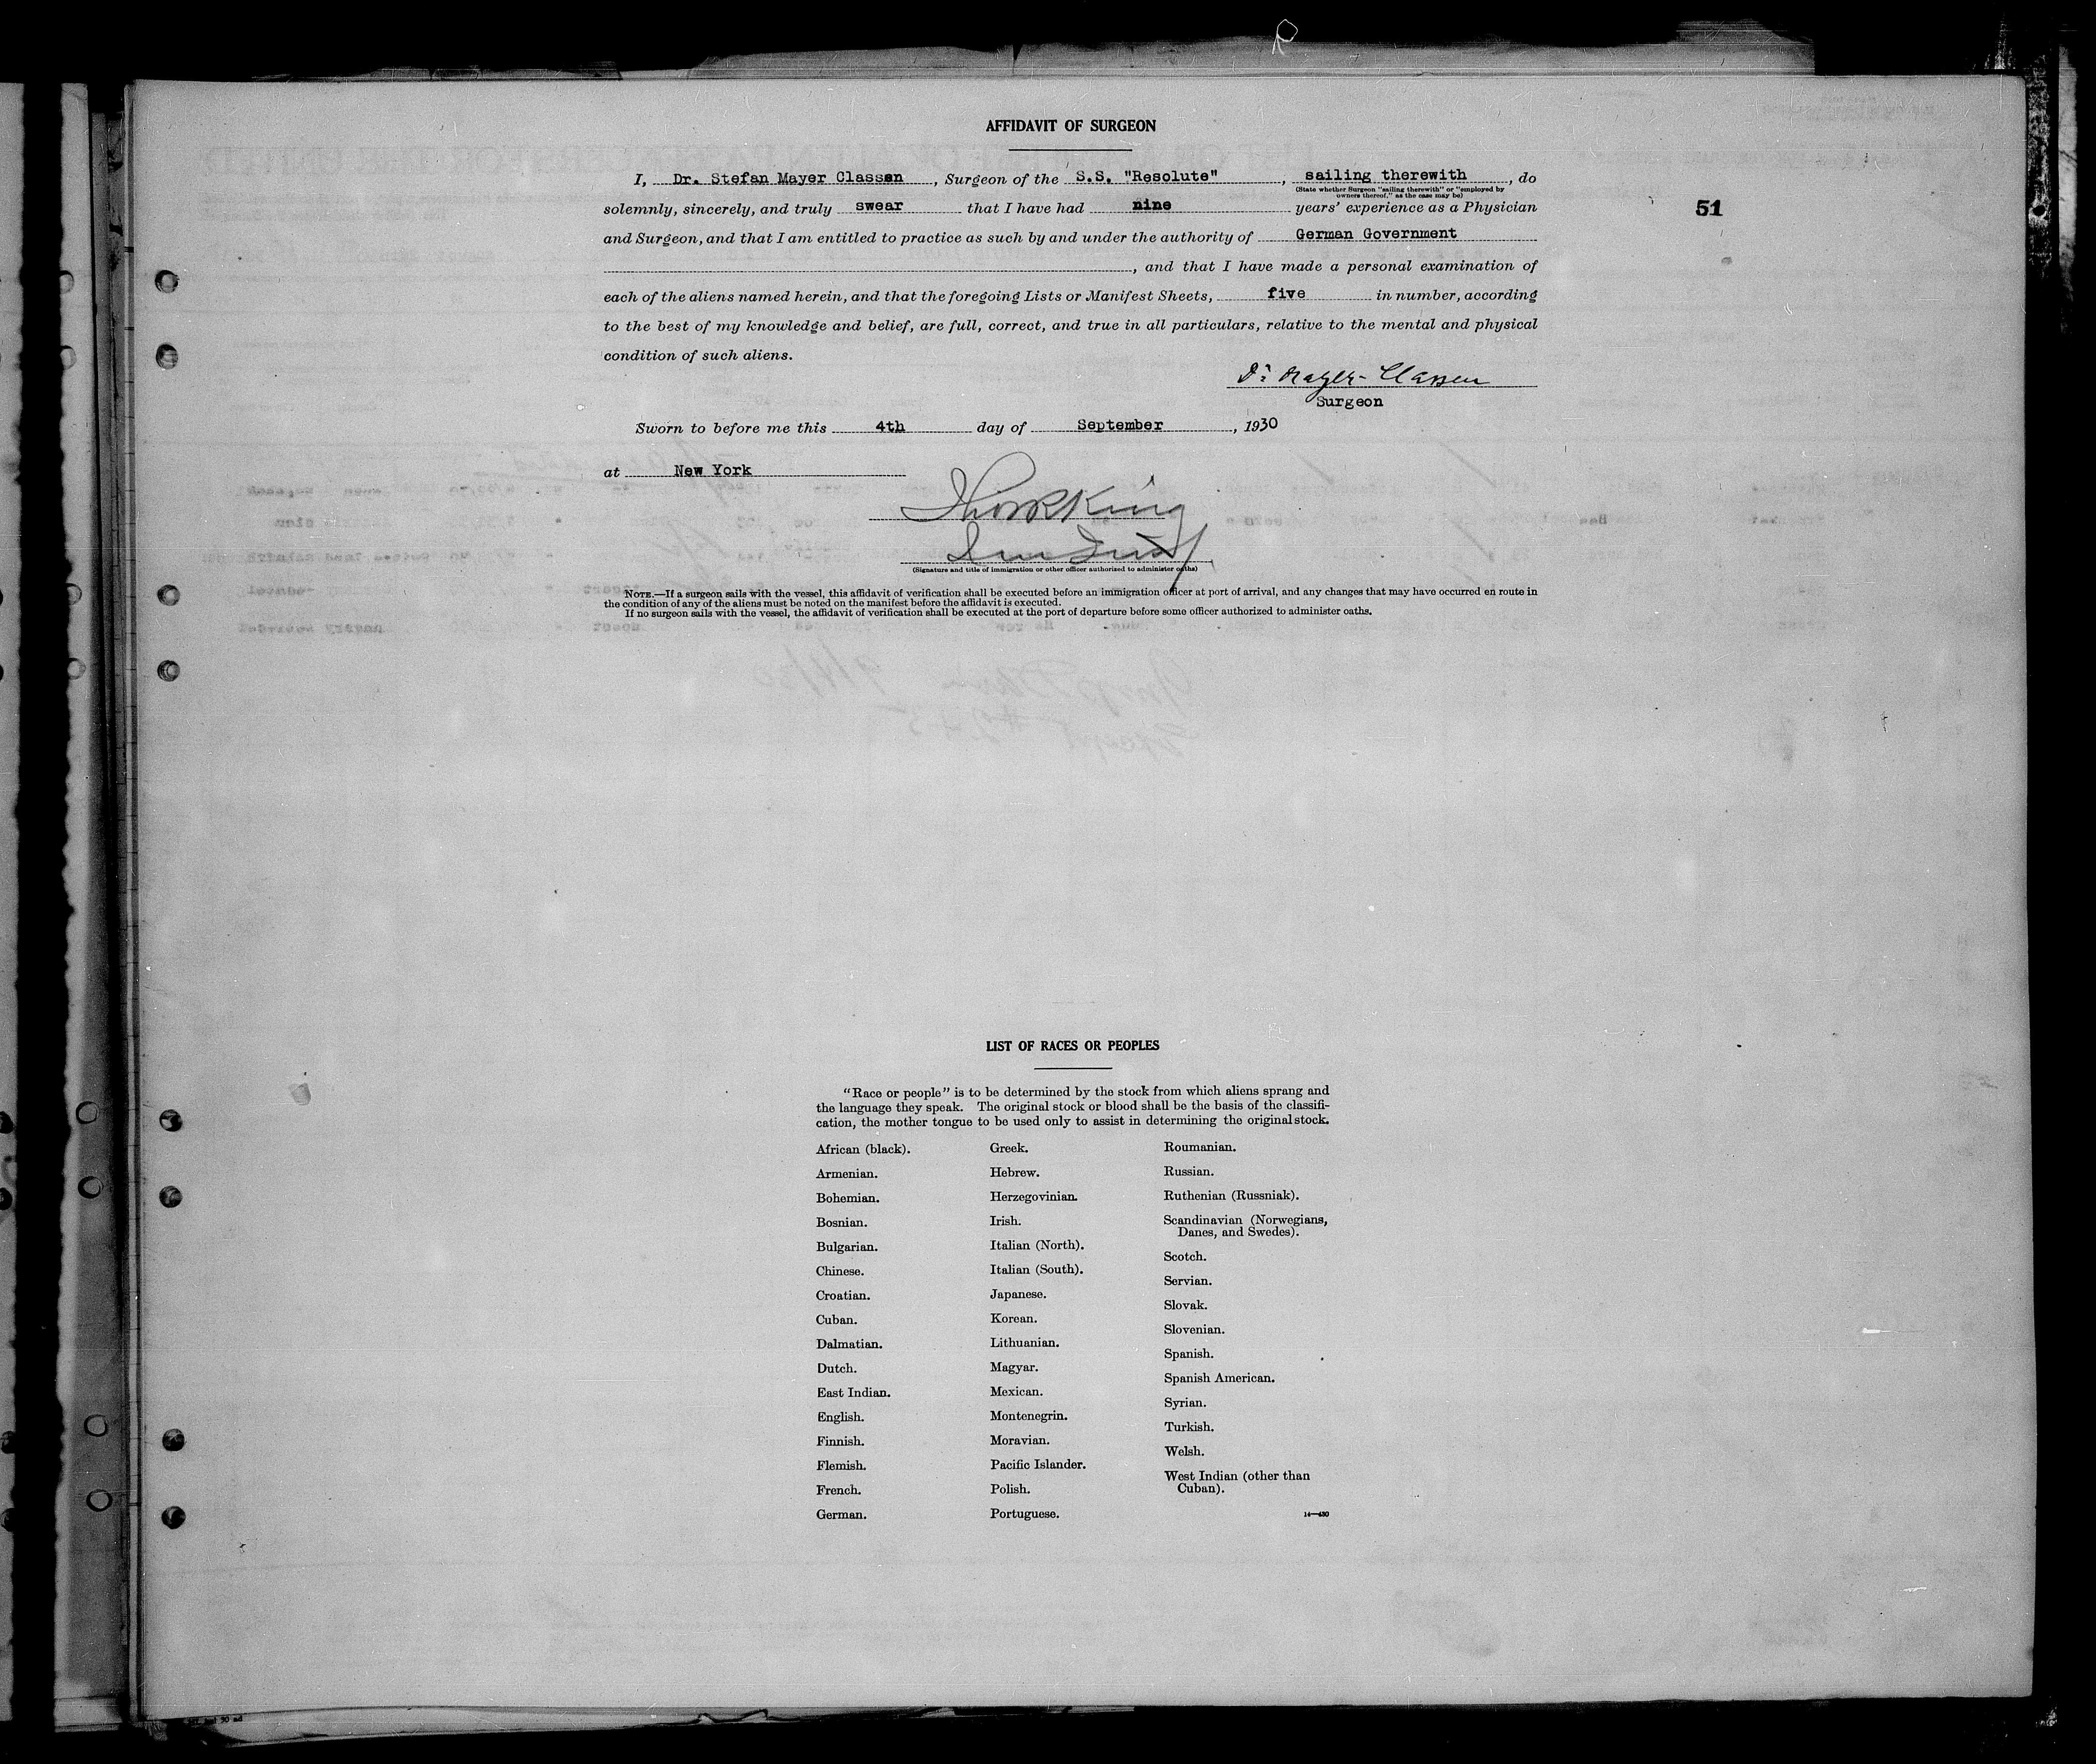 AFFIDAVIT OF SURGEON
I, Dr. Stefan Mayer Classen, Surgeon of the S.S. "Resolute", sailing therewith, do
(State whether Surgeon "sailing therewith" or "employed by
owners thereof," as the case may be)
solemnly, sincerely, and truly swear that I have had nine years' experience as a Physician
51
and Surgeon, and that I am entitled to practice as such by and under the authority of German Government
, and that I have made a personal examination of
each of the aliens named herein, and that the foregoing Lists or Manifest Sheets, five in number, according
to the best of my knowledge and belief, are full, correct, and true in all particulars, relative to the mental and physical
condition of such aliens.
Dr. Mayer-Classen
Surgeon
Sworn to before me this 4th day of September, 1930
at New York
King
(Signature and title of immigration or other officer authorized to administer oaths)
NOTE.—If a surgeon sails with the vessel, this affidavit of verification shall be executed before an immigration officer at port of arrival, and any changes that may have occurred en route in
the condition of any of the aliens must be noted on the manifest before the affidavit is executed.
If no surgeon sails with the vessel, the affidavit of verification shall be executed at the port of departure before some officer authorized to administer oaths.
LIST OF RACES OR PEOPLES
"Race or people" is to be determined by the stock from which aliens sprang and
the language they speak. The original stock or blood shall be the basis of the classifi-
cation, the mother tongue to be used only to assist in determining the original stock.
African (black).
Armenian.
Bohemian.
Bosnian.
Bulgarian.
Chinese.
Croatian.
Cuban.
Dalmatian.
Dutch.
East Indian.
English.
Finnish.
Flemish.
French.
German.
Greek.
Hebrew.
Herzegovinian.
Irish.
Italian (North).
Italian (South).
Japanese.
Korean.
Lithuanian.
Magyar.
Mexican.
Montenegrin.
Moravian.
Pacific Islander.
Polish.
Portuguese.
Roumanian.
Russian.
Ruthenian (Russniak).
Scandinavian (Norwegians,
Danes, and Swedes).
Scotch.
Servian.
Slovak.
Slovenian.
Spanish.
Spanish American.
Syrian.
Turkish.
Welsh.
West Indian (other than
Cuban).
14—430